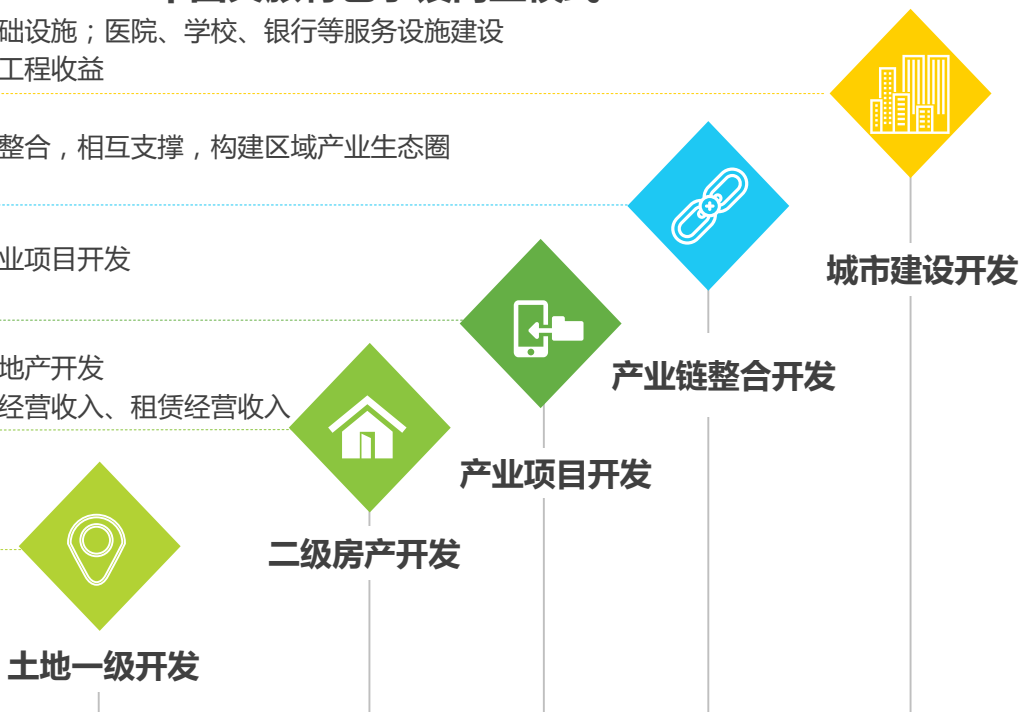 础设施；医院、学校、银行等服务设施建设
工程收益
整合，相互支撑，构建区域产业生态圈
业项目开发
城市建设开发
地产开发
经营收入、租赁经营收入
产业链整合开发
产业项目开发
二级房产开发
土地一级开发